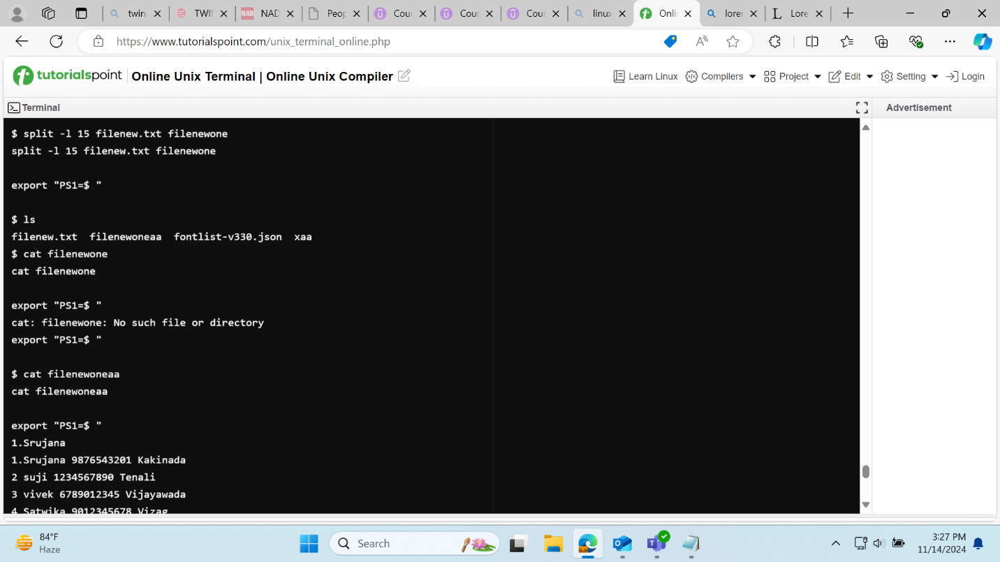 twin
TWIN
NAD
Peop
Cour
Cour
Cour
linux
Onli
lorer
Lore
https://www.tutorialspoint.com/unix_terminal_online.php
tutorialspoint
Online Unix Terminal | Online Unix Compiler
Learn Linux
Compilers
Project
Edit
Setting
Login
Terminal
Advertisement
$ split -l 15 filenew.txt filenewone
split -l 15 filenew.txt filenewone
export "PS1=$ "
$ ls
filenew.txt  filenewoneaa  fontlist-v330.json  xaa
$ cat filenewone
cat filenewone
export "PS1=$ "
cat: filenewone: No such file or directory
export "PS1=$ "
$ cat filenewoneaa
cat filenewoneaa
export "PS1=$ "
1.Srujana
1.Srujana 9876543201 Kakinada
2 suji 1234567890 Tenali
3 vivek 6789012345 Vijayawada
4 Satwika 9012345678 Vizag
84°F
Haze
Search
3:27 PM
11/14/2024